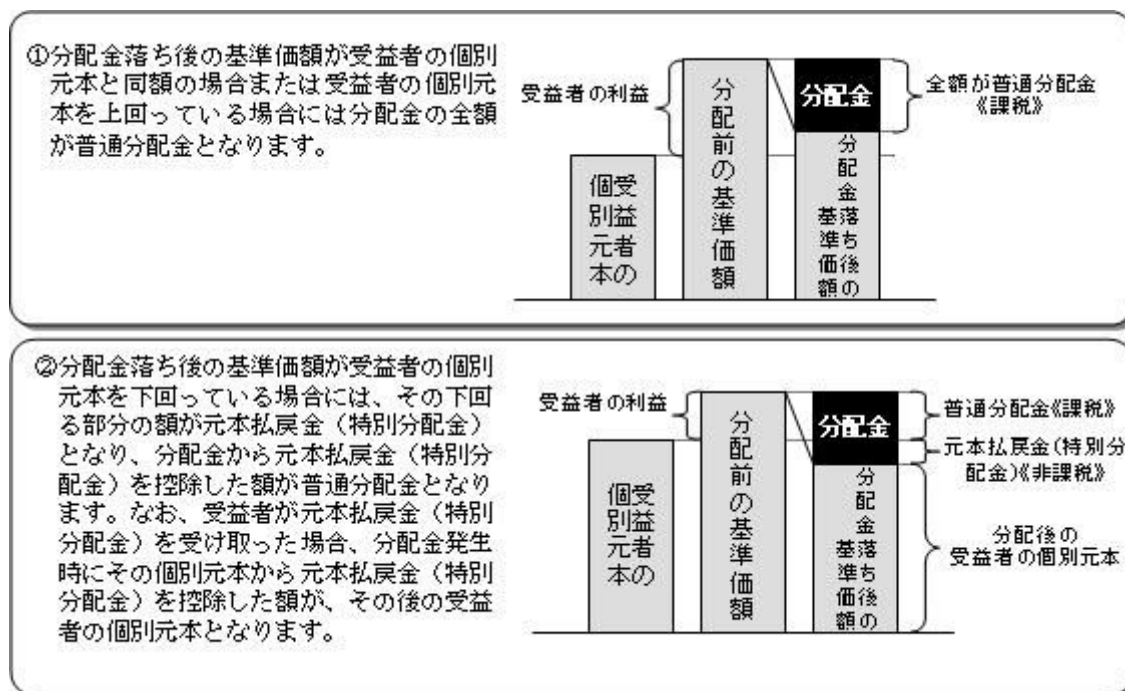 ①分配金落ち後の基準価額が受益者の個別
元本と同額の場合または受益者の個別元
本を上回っている場合には分配金の全額
が普通分配金となります。
受益者の利益
受益者の
個別元本
分配前の基準価額
分配金
分配金落ち後の
基準価額
全額が普通分配金
《課税》
②分配金落ち後の基準価額が受益者の個別
元本を下回っている場合には、その下回
る部分の額が元本払戻金（特別分配金）
となり、分配金から元本払戻金（特別分
配金）を控除した額が普通分配金となり
ます。なお、受益者が元本払戻金（特別
分配金）を受け取った場合、分配金発生
時にその個別元本から元本払戻金（特別
分配金）を控除した額が、その後の受益
者の個別元本となります。
受益者の利益
受益者の
個別元本
分配前の基準価額
分配金
分配金落ち後の
基準価額
普通分配金《課税》
元本払戻金(特別分
配金)《非課税》
分配後の
受益者の個別元本